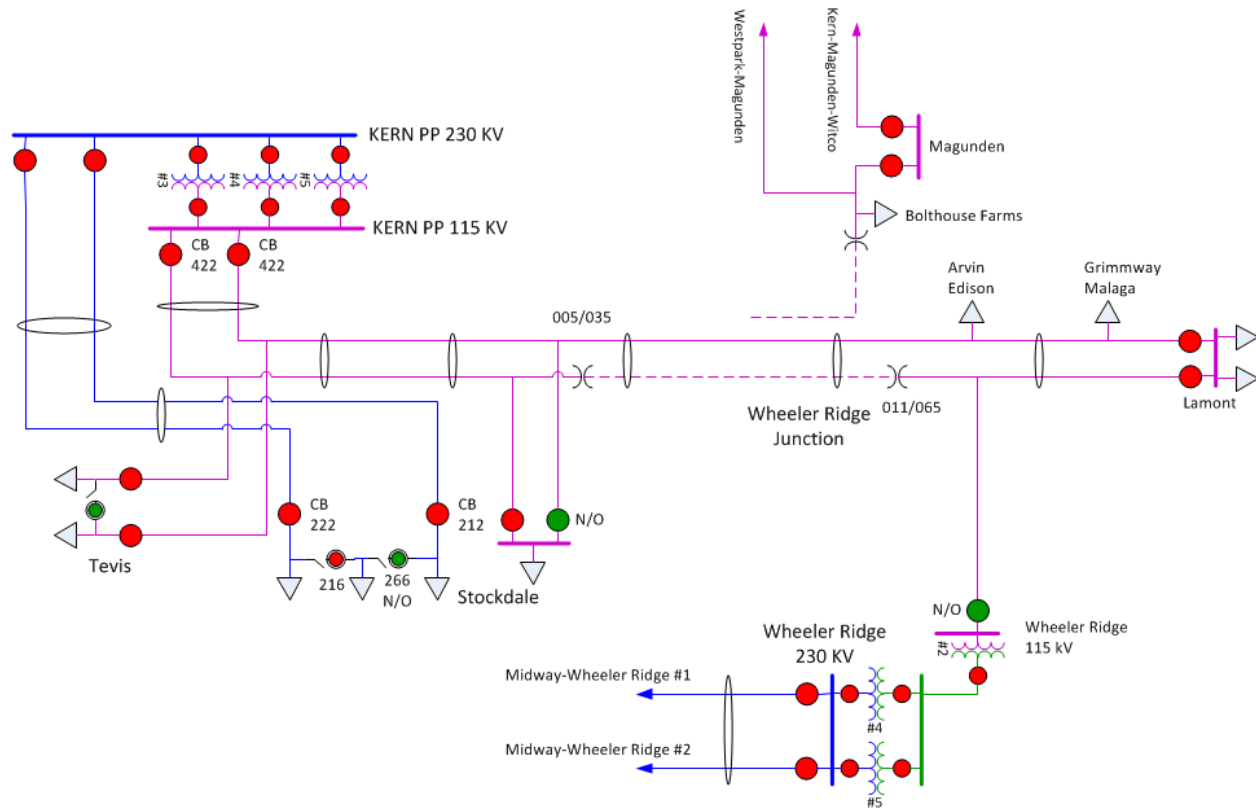 Westpark-Magunden
Kern-Magunden-Witco
KERN PP 230 KV
Magunden
#3
#4
#5
Bolthouse Farms
KERN PP 115 KV
CB
422
CB
422
Arvin
Edison
Grimmway
Malaga
005/035
011/065
Lamont
Wheeler Ridge
Junction
CB
222
CB
212
N/O
Tevis
216
266
N/O
Stockdale
N/O
Wheeler Ridge
115 kV
#2
Wheeler Ridge
230 KV
Midway-Wheeler Ridge #1
#4
Midway-Wheeler Ridge #2
#5